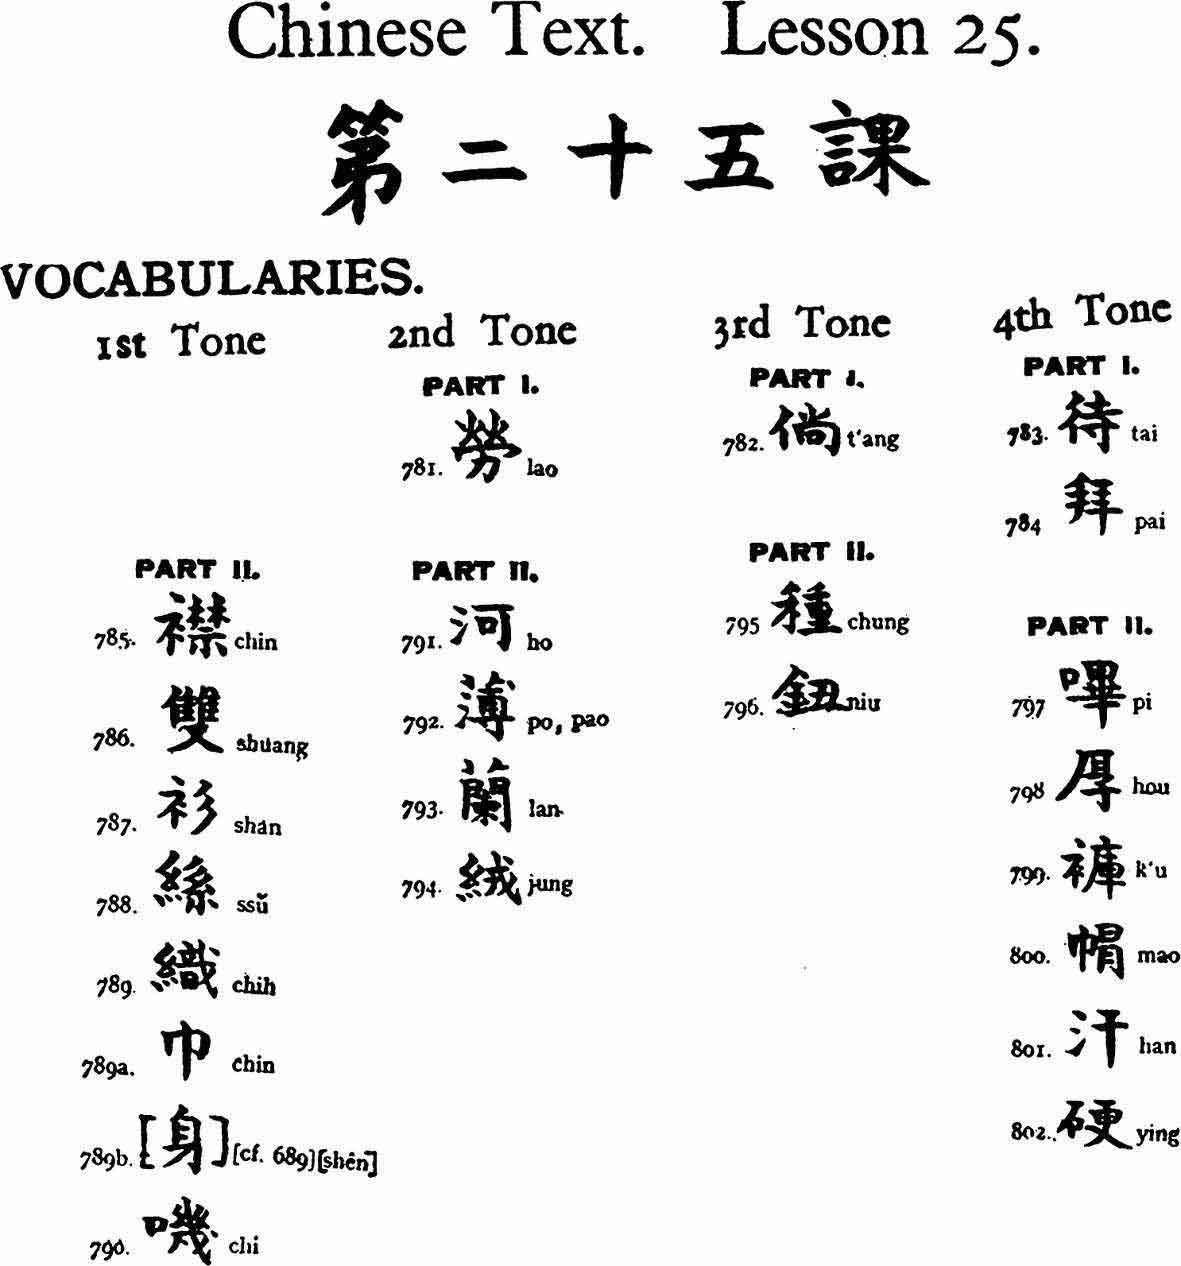 Chinese Text. Lesson 25.
第二十五課
VOCABULARIES.
1st Tone
PART II.
785. 襟 chin
786. 雙 shuang
787. 衫 shan
788. 絲 ssŭ
789. 織 chih
789a. 巾 chin
789b. [身] [cf. 689] [shên]
790. 嘰 chi
2nd Tone
PART I.
781. 勞 lao
PART II.
791. 河 ho
792. 薄 po, pao
793. 蘭 lan
794. 絨 jung
3rd Tone
PART I.
782. 倘 t'ang
PART II.
795 種 chung
796. 鈕 niu
4th Tone
PART I.
783. 待 tai
784 拜 pai
PART II.
797 嗶 pi
798 厚 hou
799. 褲 k'u
800. 帽 mao
801. 汗 han
802. 硬 ying